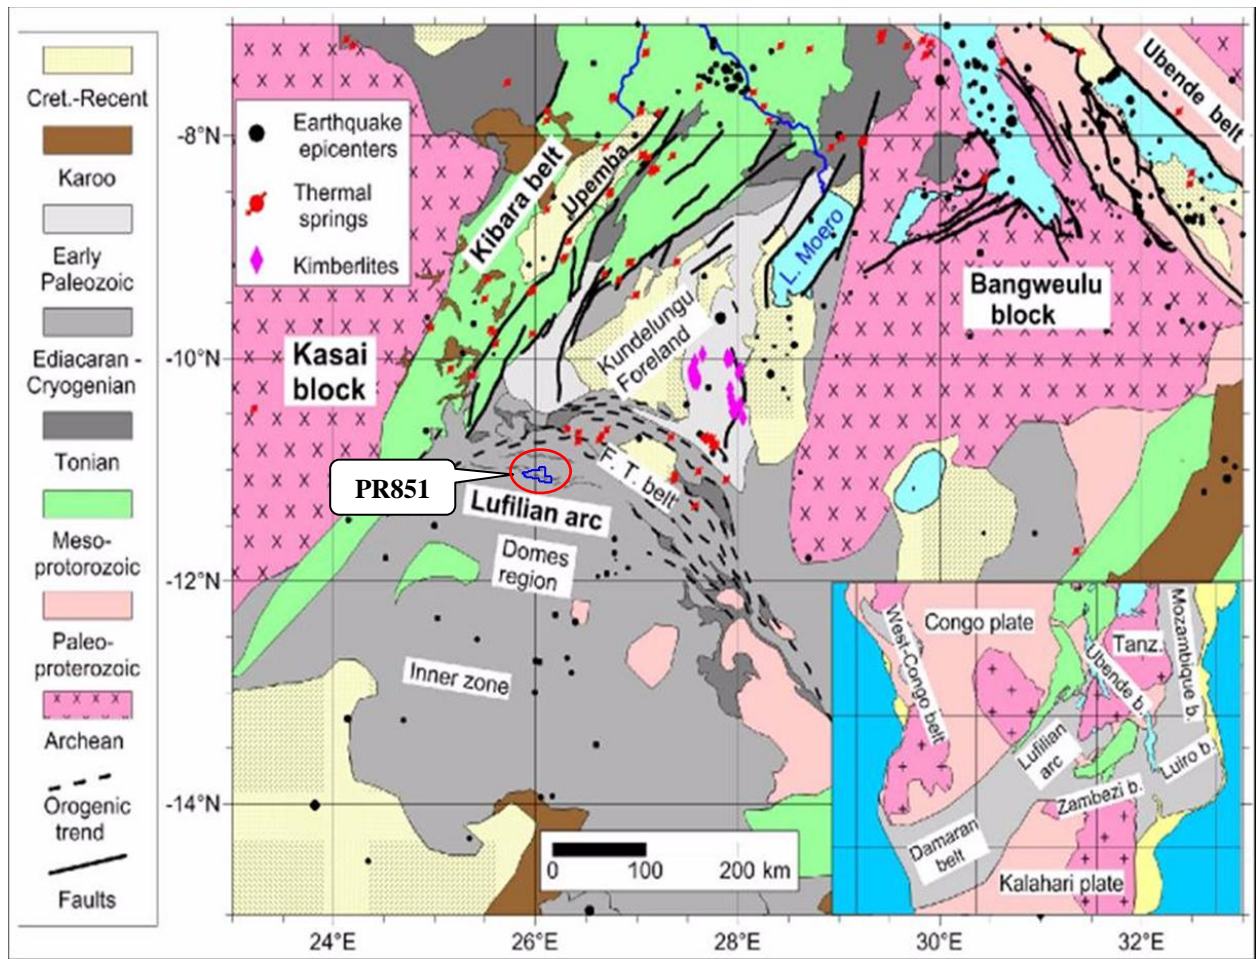 Cret.-Recent
Karoo
Early
Paleozoic
Ediacaran -
Cryogenian
Tonian
Meso-
protorozoic
Paleo-
proterozoic
Archean
Orogenic
trend
Faults
Earthquake
epicenters
Thermal
springs
Kimberlites
-8°N
-10°N
-12°N
-14°N
24°E
26°E
28°E
30°E
32°E
Kibara belt
Upemba
L. Moero
Ubende belt
Bangweulu
block
Kasai
block
Kundelungu
Foreland
PR851
F. T. belt
Lufilian arc
Domes
region
Inner zone
0 100 200 km
West-Congo belt
Congo plate
Tanz.
Ubende b.
Mozambique b.
Lufilian
arc
Luiro b.
Zambezi b.
Damaran
belt
Kalahari plate